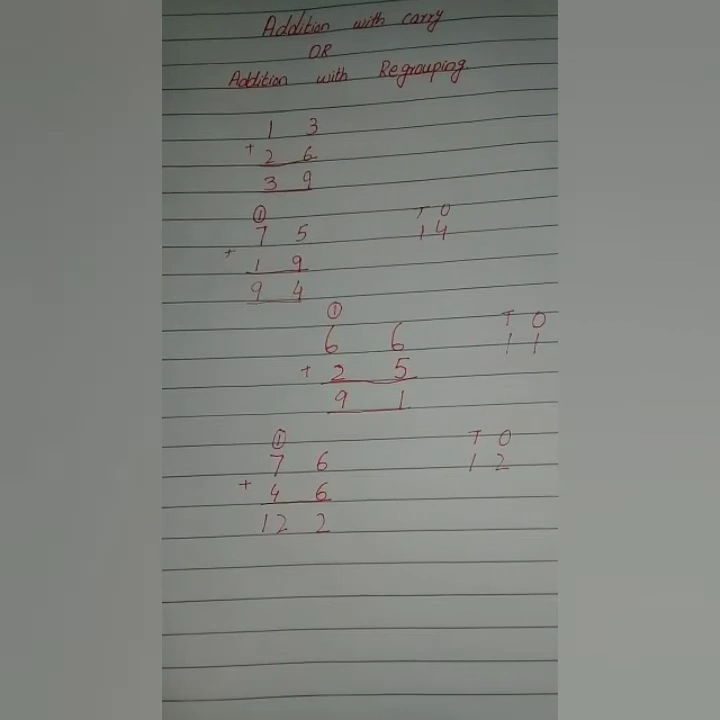 Addition with carry
OR
Addition with Regrouping
1 3
+ 2 6
3 9
① T O
7 5 1 4
+ 1 9
9 4
① T O
6 6 1 1
+ 2 5
9 1
① T O
7 6 1 2
+ 4 6
12 2